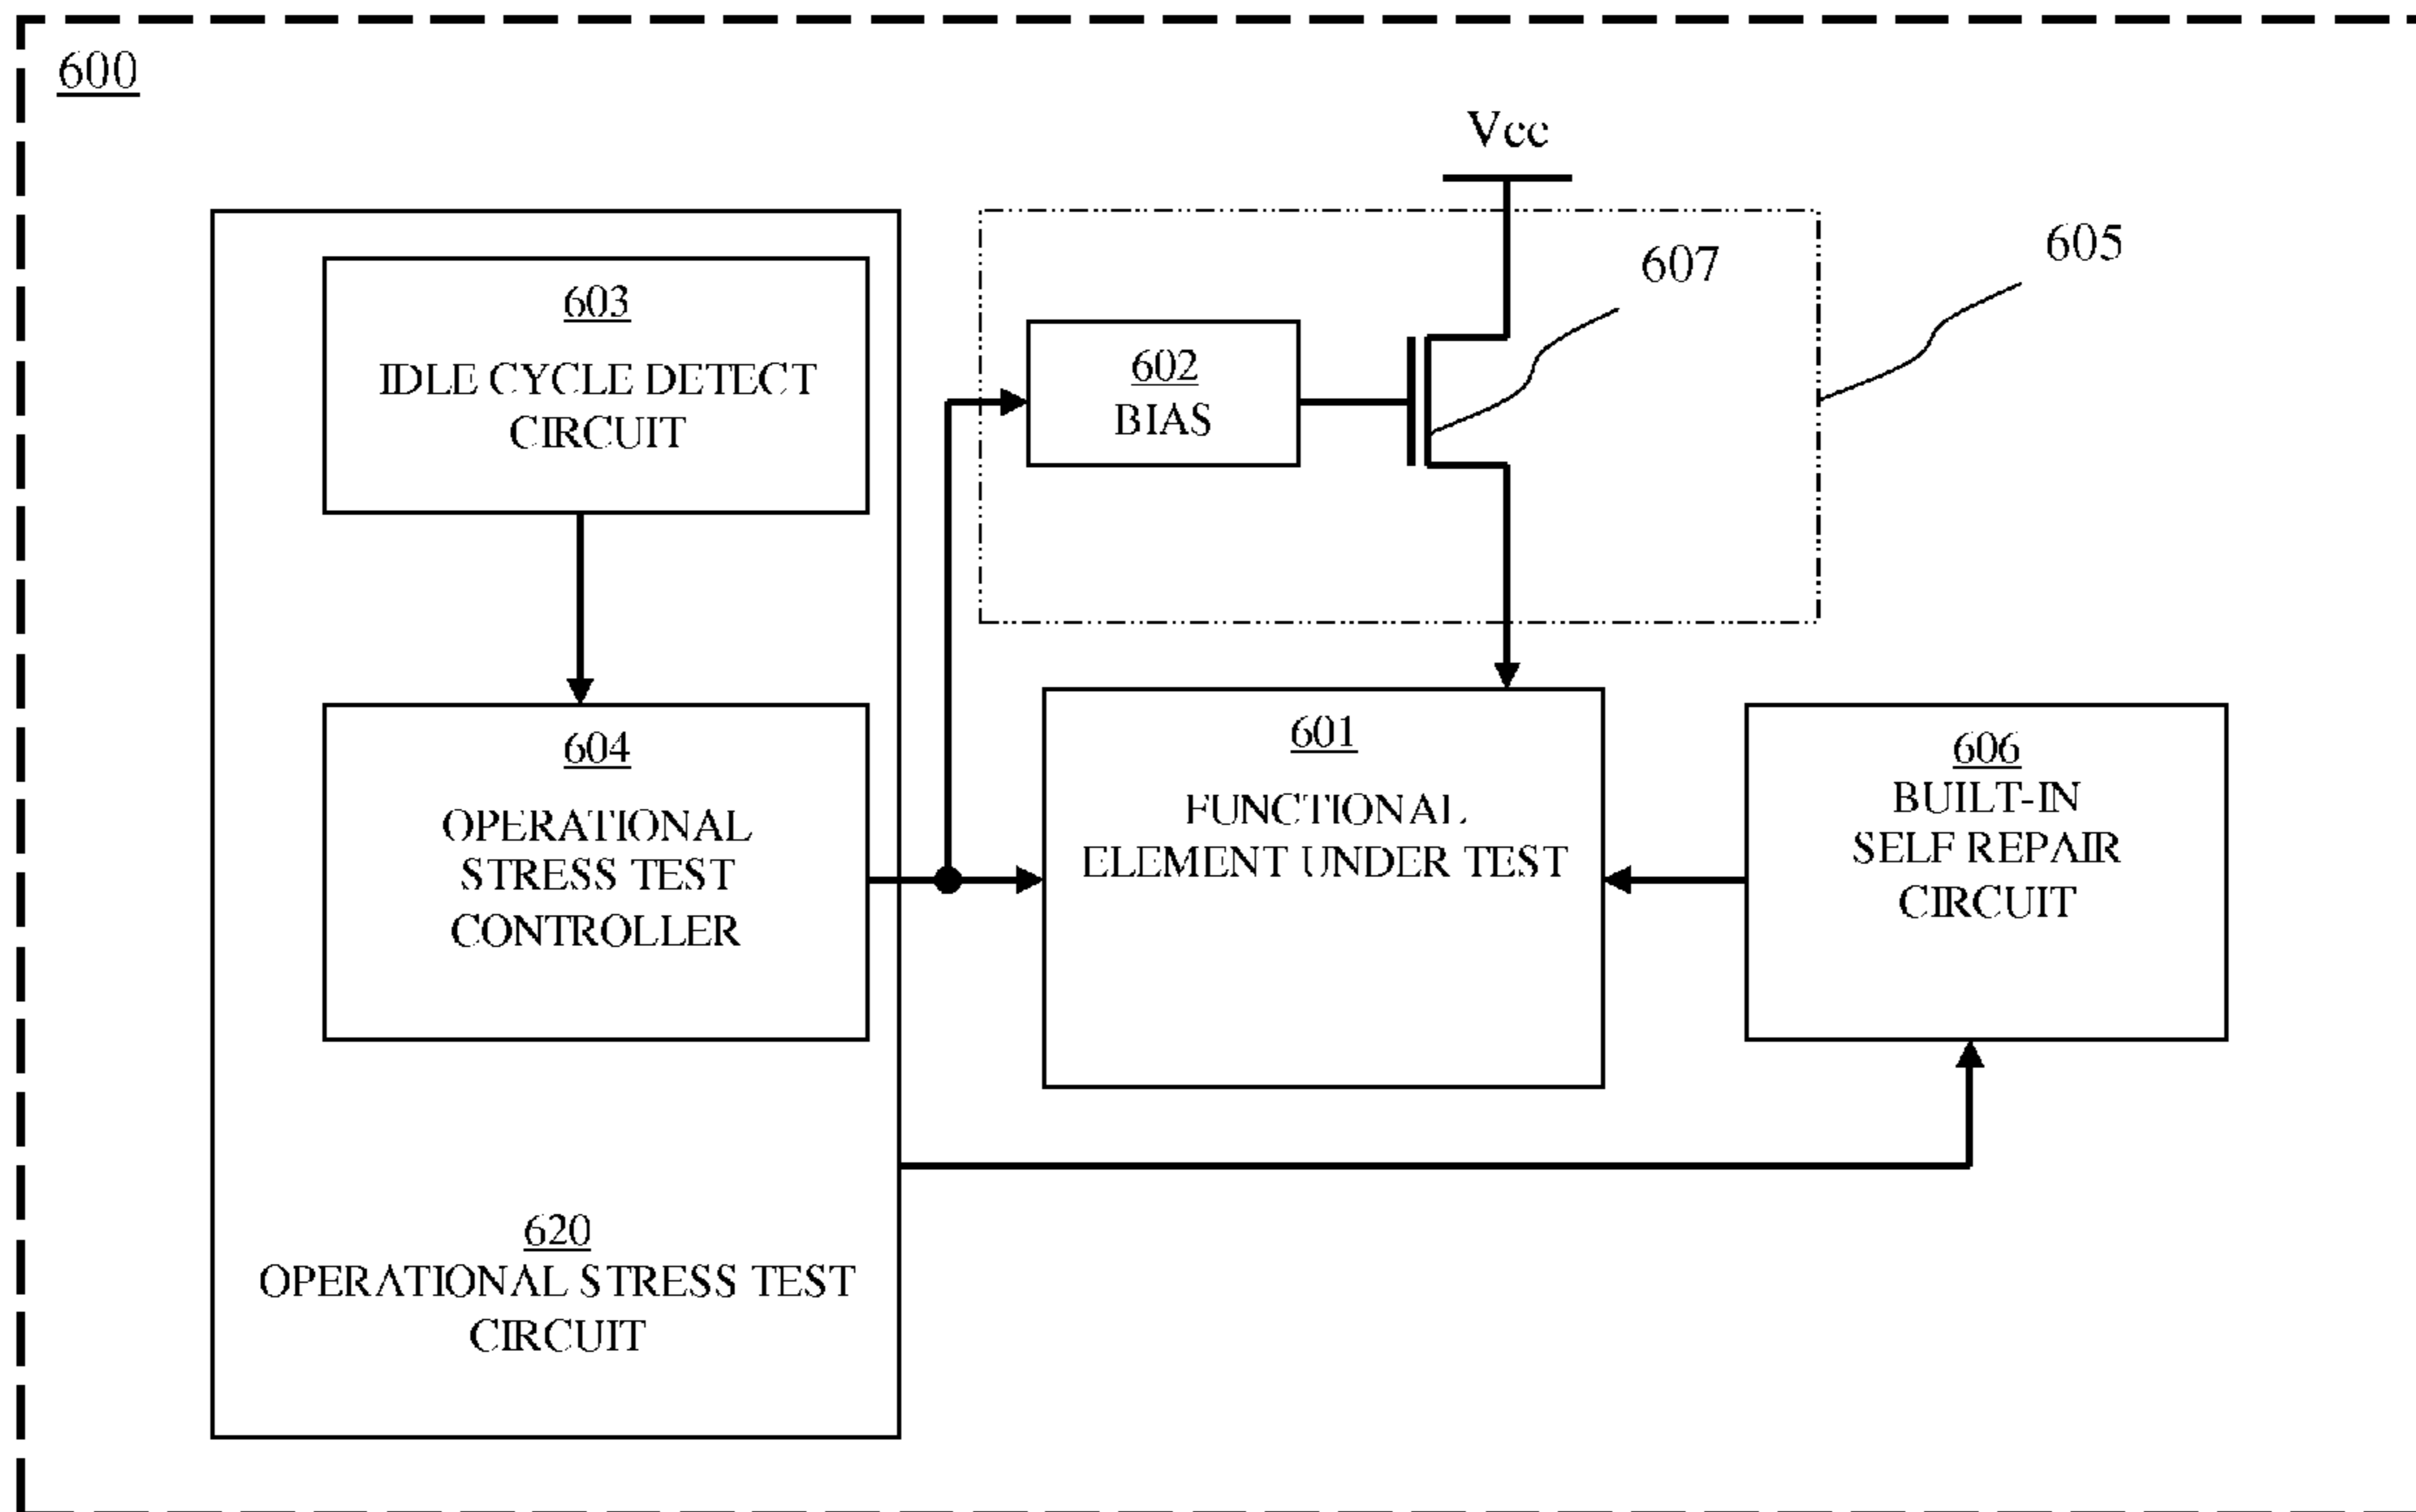 600
Vcc
605
607
603
IDLE CYCLE DETECT
CIRCUIT
602
BIAS
604
OPERATIONAL
STRESS TEST
CONTROLLER
601
FUNCTIONAL
ELEMENT UNDER TEST
606
BUILT-IN
SELF REPAIR
CIRCUIT
620
OPERATIONAL STRESS TEST
CIRCUIT